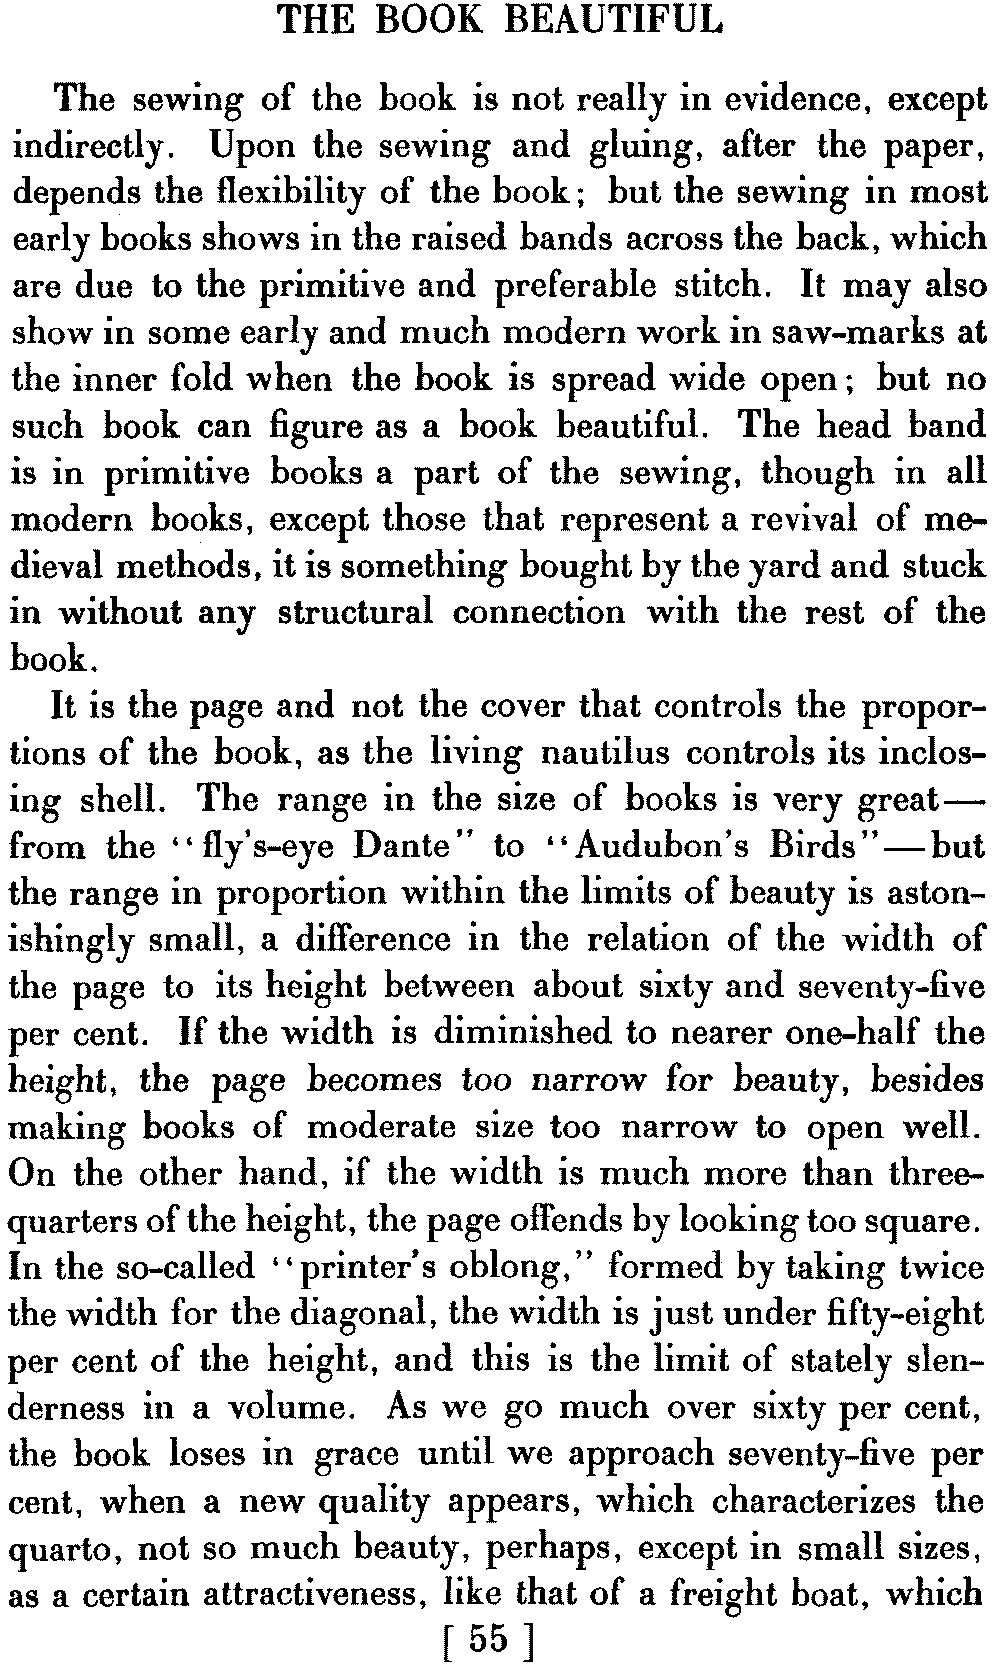 THE BOOK BEAUTIFUL
The sewing of the book is not really in evidence, except
indirectly. Upon the sewing and gluing, after the paper,
depends the flexibility of the book; but the sewing in most
early books shows in the raised bands across the back, which
are due to the primitive and preferable stitch. It may also
show in some early and much modern work in saw-marks at
the inner fold when the book is spread wide open; but no
such book can figure as a book beautiful. The head band
is in primitive books a part of the sewing, though in all
modern books, except those that represent a revival of me-
dieval methods, it is something bought by the yard and stuck
in without any structural connection with the rest of the
book.
It is the page and not the cover that controls the propor-
tions of the book, as the living nautilus controls its inclos-
ing shell. The range in the size of books is very great—
from the "fly's-eye Dante" to "Audubon's Birds"—but
the range in proportion within the limits of beauty is aston-
ishingly small, a difference in the relation of the width of
the page to its height between about sixty and seventy-five
per cent. If the width is diminished to nearer one-half the
height, the page becomes too narrow for beauty, besides
making books of moderate size too narrow to open well.
On the other hand, if the width is much more than three-
quarters of the height, the page offends by looking too square.
In the so-called "printer's oblong," formed by taking twice
the width for the diagonal, the width is just under fifty-eight
per cent of the height, and this is the limit of stately slen-
derness in a volume. As we go much over sixty per cent,
the book loses in grace until we approach seventy-five per
cent, when a new quality appears, which characterizes the
quarto, not so much beauty, perhaps, except in small sizes,
as a certain attractiveness, like that of a freight boat, which
[ 55 ]